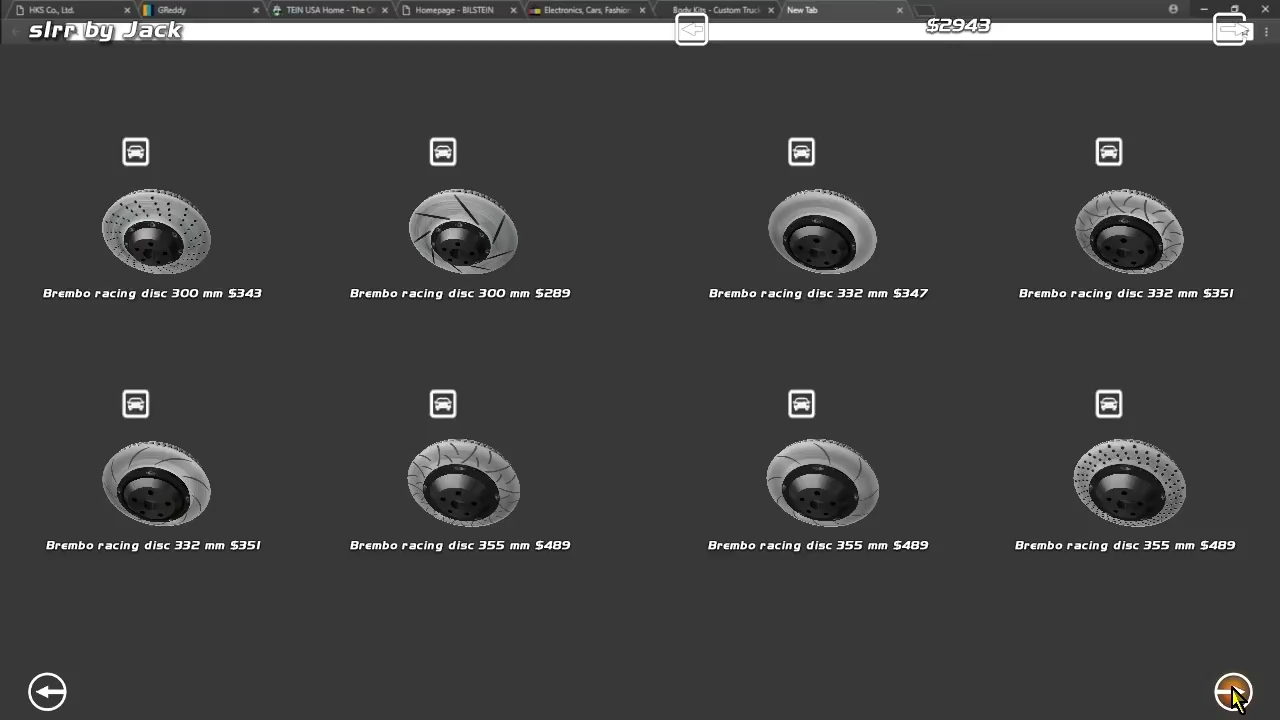 HKS Co., Ltd.
GReddy
TEIN USA Home - The O
Homepage - BILSTEIN
Electronics, Cars, Fashion
Body Kits - Custom Truck
New Tab
slrr by Jack
$2943
Brembo racing disc 300 mm $343
Brembo racing disc 300 mm $289
Brembo racing disc 332 mm $347
Brembo racing disc 332 mm $351
Brembo racing disc 332 mm $351
Brembo racing disc 355 mm $489
Brembo racing disc 355 mm $489
Brembo racing disc 355 mm $489